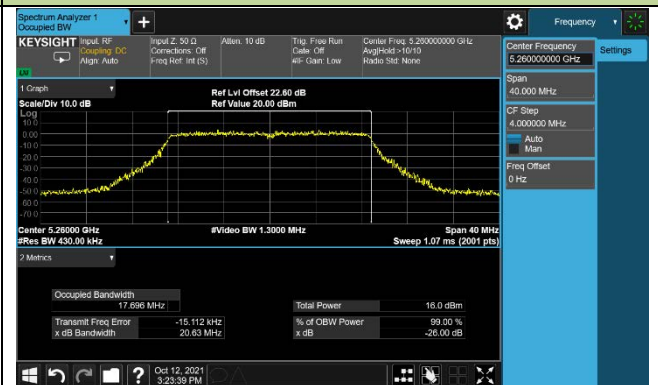 Spectrum Analyzer 1
Occupied BW
Frequency
KEYSIGHT
Input: RF
Coupling: DC
Align: Auto
Input Z: 50 Ω
Corrections: Off
Freq Ref: Int (S)
Atten: 10 dB
Trig: Free Run
Gate: Off
#IF Gain: Low
Center Freq: 5.260000000 GHz
Avg|Hold:>10/10
Radio Std: None
Center Frequency
5.260000000 GHz
Settings
Span
40.000 MHz
CF Step
4.000000 MHz
Auto
Man
Freq Offset
0 Hz
1 Graph
Scale/Div 10.0 dB
Ref Lvl Offset 22.60 dB
Ref Value 20.00 dBm
Log
10.0
0.00
-10.0
-20.0
-30.0
-40.0
-50.0
-60.0
-70.0
Center 5.26000 GHz
#Video BW 1.3000 MHz
Span 40 MHz
#Res BW 430.00 kHz
Sweep 1.07 ms (2001 pts)
2 Metrics
Occupied Bandwidth
17.696 MHz
Total Power 16.0 dBm
Transmit Freq Error -15.112 kHz
% of OBW Power 99.00 %
x dB Bandwidth 20.63 MHz
x dB -26.00 dB
Oct 12, 2021
3:23:39 PM